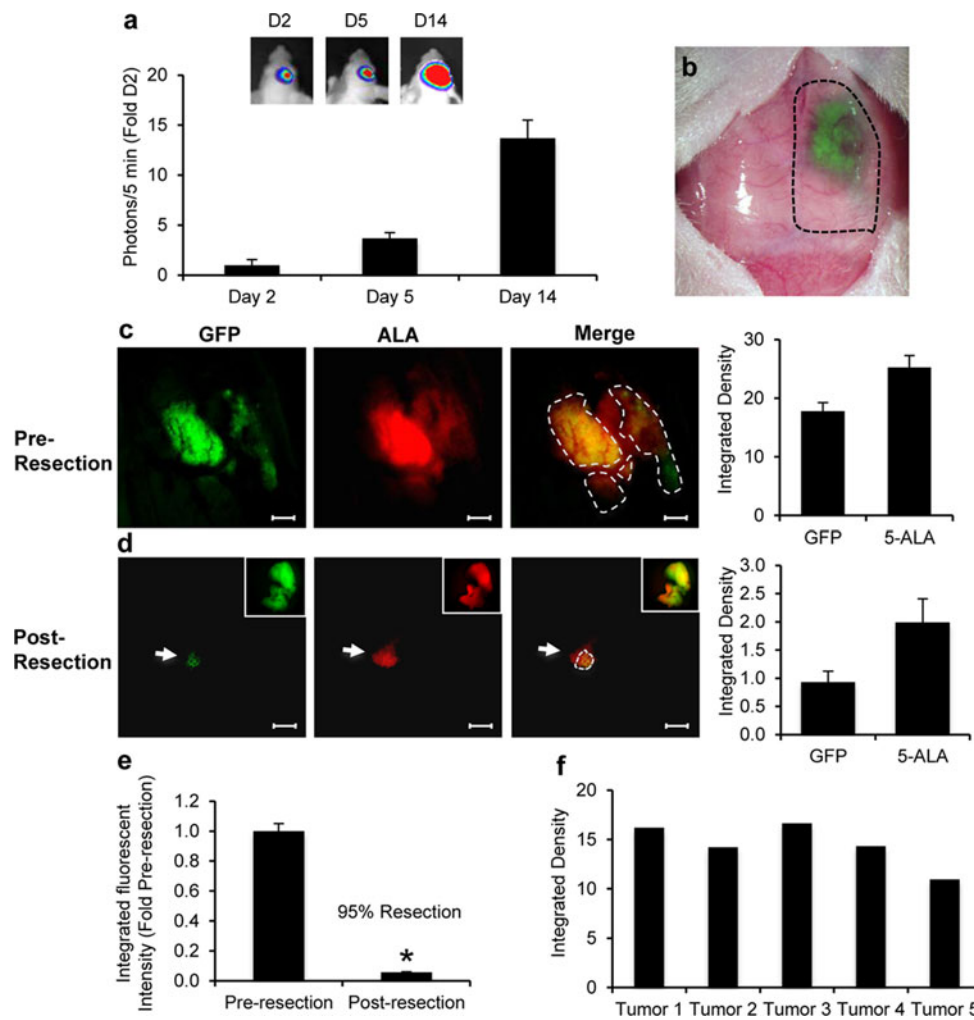 a
D2 D5 D14
Photons/5 min (Fold D2)
20
15
10
5
0
Day 2 Day 5 Day 14
b
c
GFP ALA Merge
Pre-
Resection
Integrated Density
30
20
10
0
GFP 5-ALA
d
Post-
Resection
Integrated Density
3.0
2.5
2.0
1.5
1.0
0.5
0.0
GFP 5-ALA
e
Integrated fluorescent
Intensity (Fold Pre-resection)
1.2
1.0
0.8
0.6
0.4
0.2
0.0
95% Resection
*
Pre-resection Post-resection
f
Integrated Density
20
15
10
5
0
Tumor 1 Tumor 2 Tumor 3 Tumor 4 Tumor 5